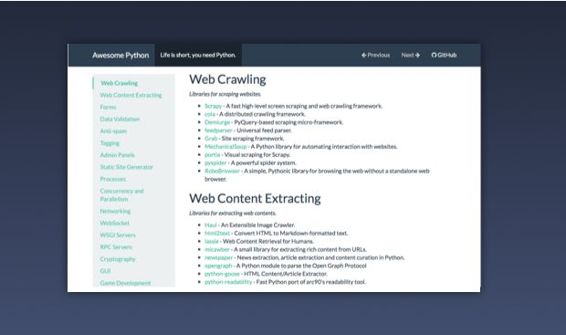 Awesome Python
Life is short, you need Python.
Previous
Next
GitHub
Web Crawling
Web Content Extracting
Forms
Data Validation
Anti-spam
Tagging
Admin Panels
Static Site Generator
Processes
Concurrency and
Parallelism
Networking
WebSocket
WSGI Servers
RPC Servers
Cryptography
GUI
Game Development
Web Crawling
Libraries for scraping websites.
Scrapy - A fast high-level screen scraping and web crawling framework.
cola - A distributed crawling framework.
Demiurge - PyQuery-based scraping micro-framework.
feedparser - Universal feed parser.
Grab - Site scraping framework.
MechanicalSoup - A Python library for automating interaction with websites.
portia - Visual scraping for Scrapy.
pyspider - A powerful spider system.
RoboBrowser - A simple, Pythonic library for browsing the web without a standalone web
browser.
Web Content Extracting
Libraries for extracting web contents.
Haul - An Extensible Image Crawler.
html2text - Convert HTML to Markdown-formatted text.
lassie - Web Content Retrieval for Humans.
micawber - A small library for extracting rich content from URLs.
newspaper - News extraction, article extraction and content curation in Python.
opengraph - A Python module to parse the Open Graph Protocol
python-goose - HTML Content/Article Extractor.
python-readability - Fast Python port of arc90's readability tool.